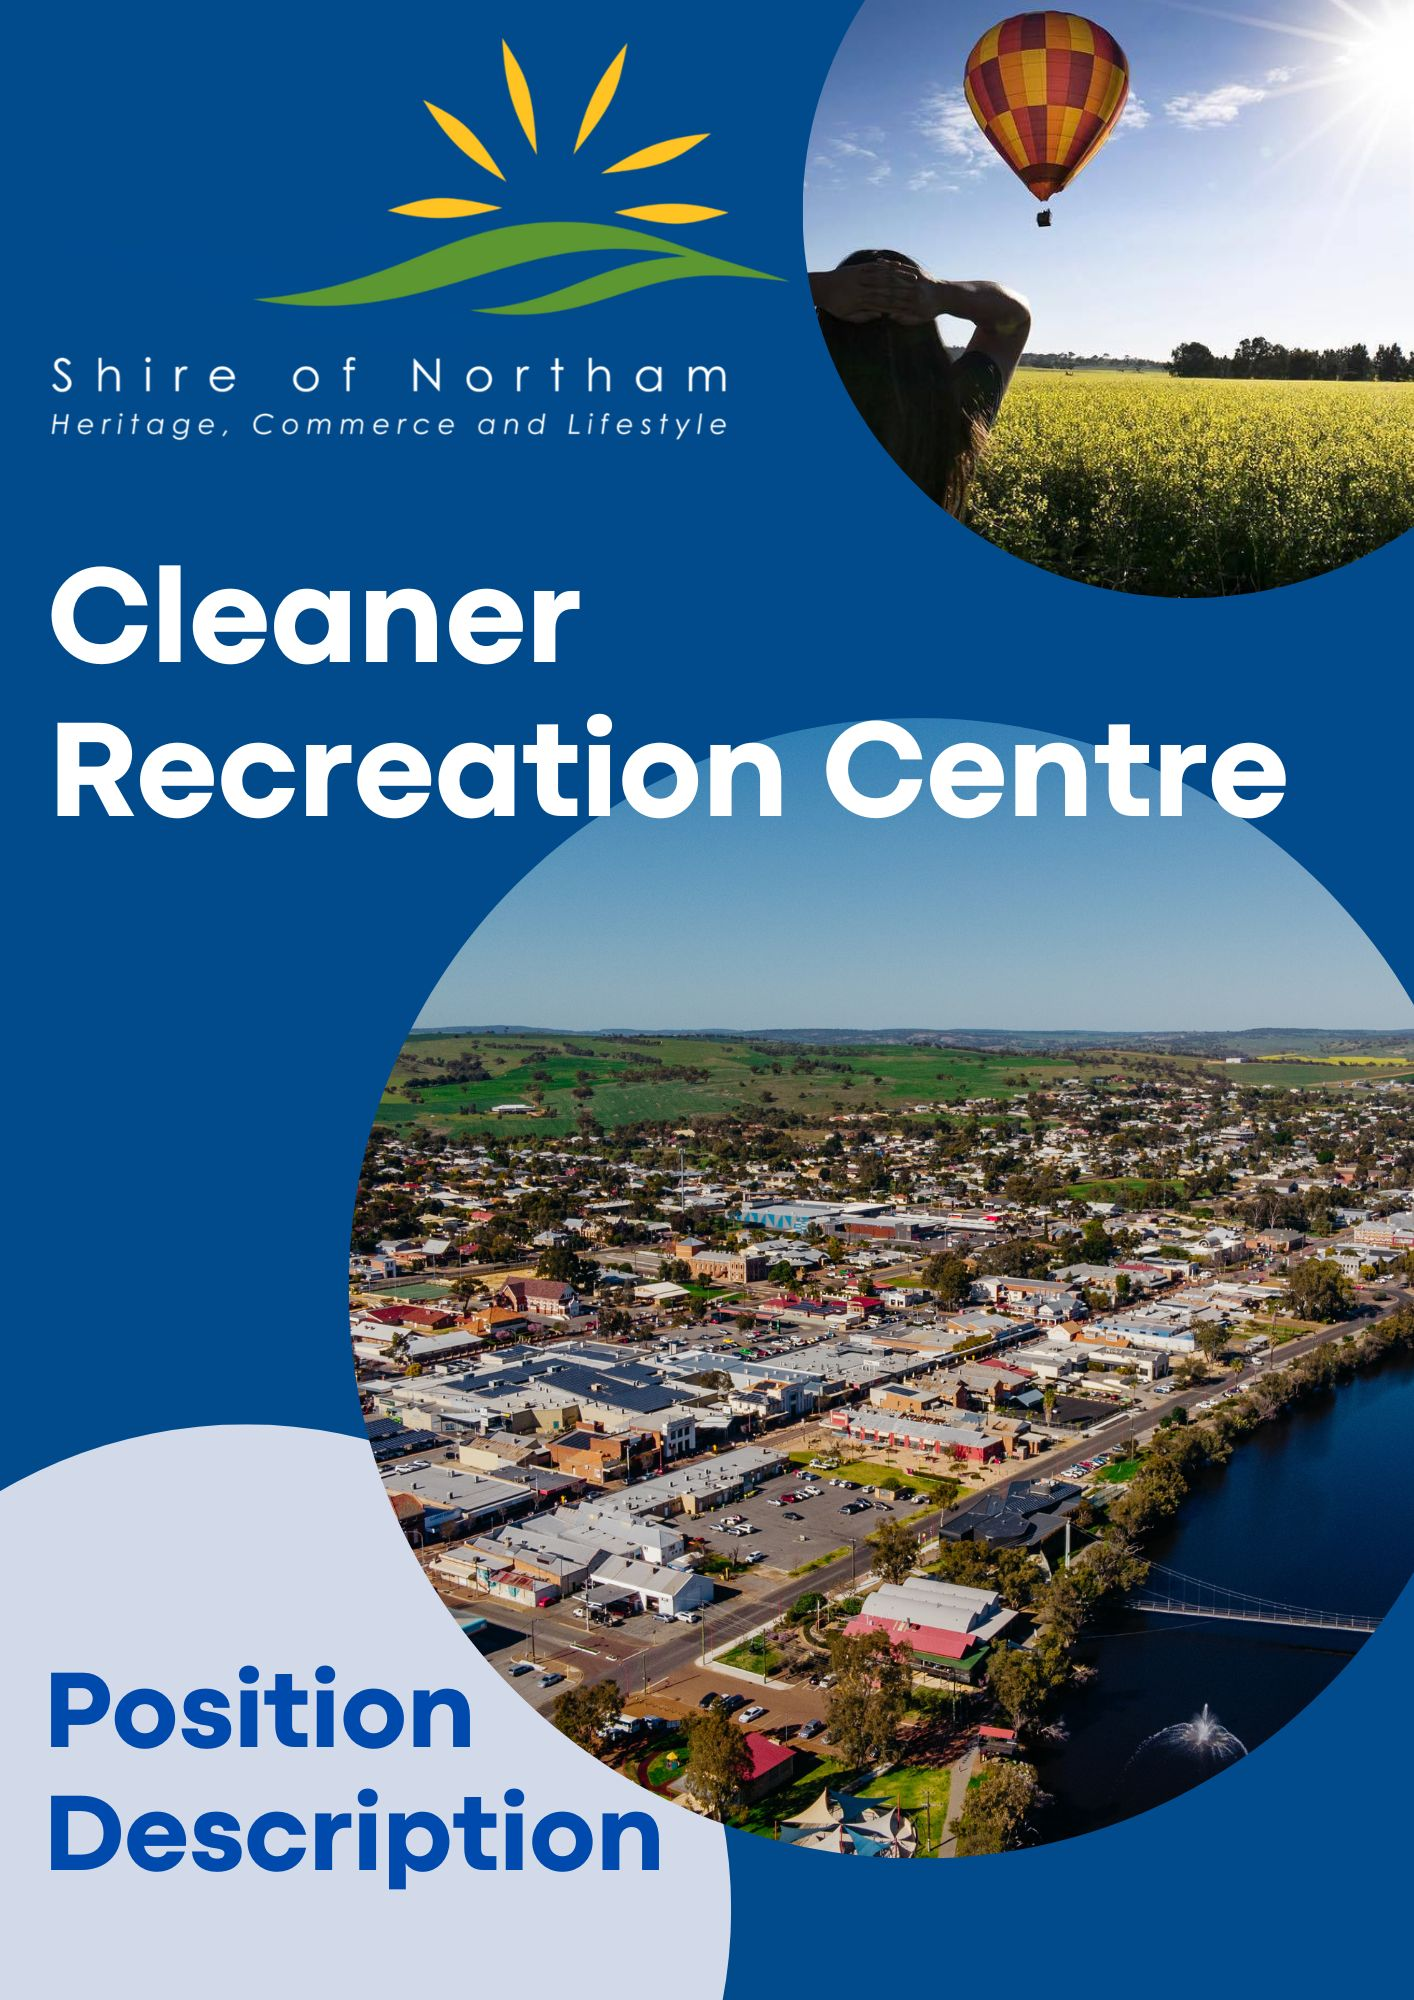 Shire of Northam
Heritage, Commerce and Lifestyle
Cleaner
Recreation Centre
Position
Description